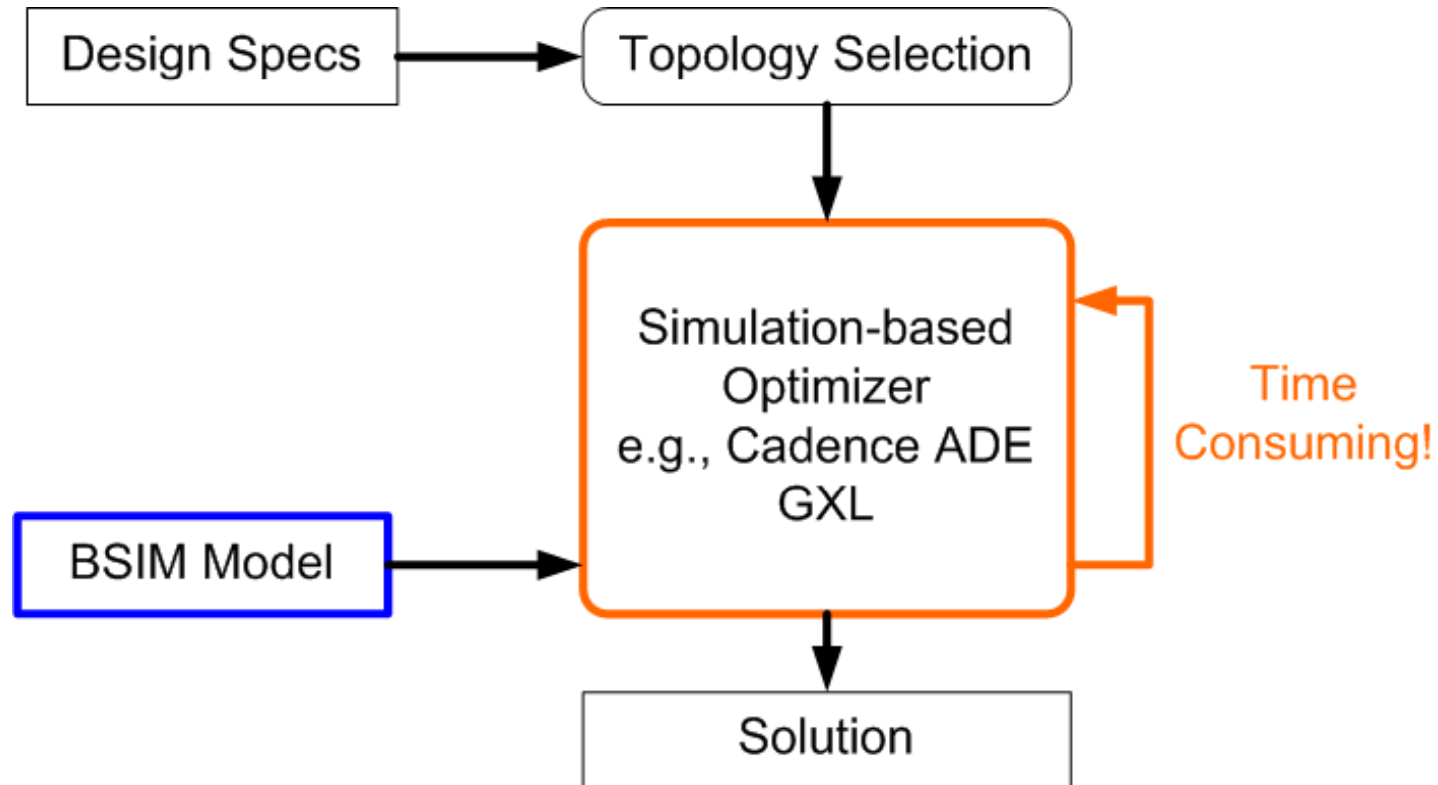 Design Specs
Topology Selection
Simulation-based
Optimizer
e.g., Cadence ADE
GXL
Time
Consuming!
BSIM Model
Solution